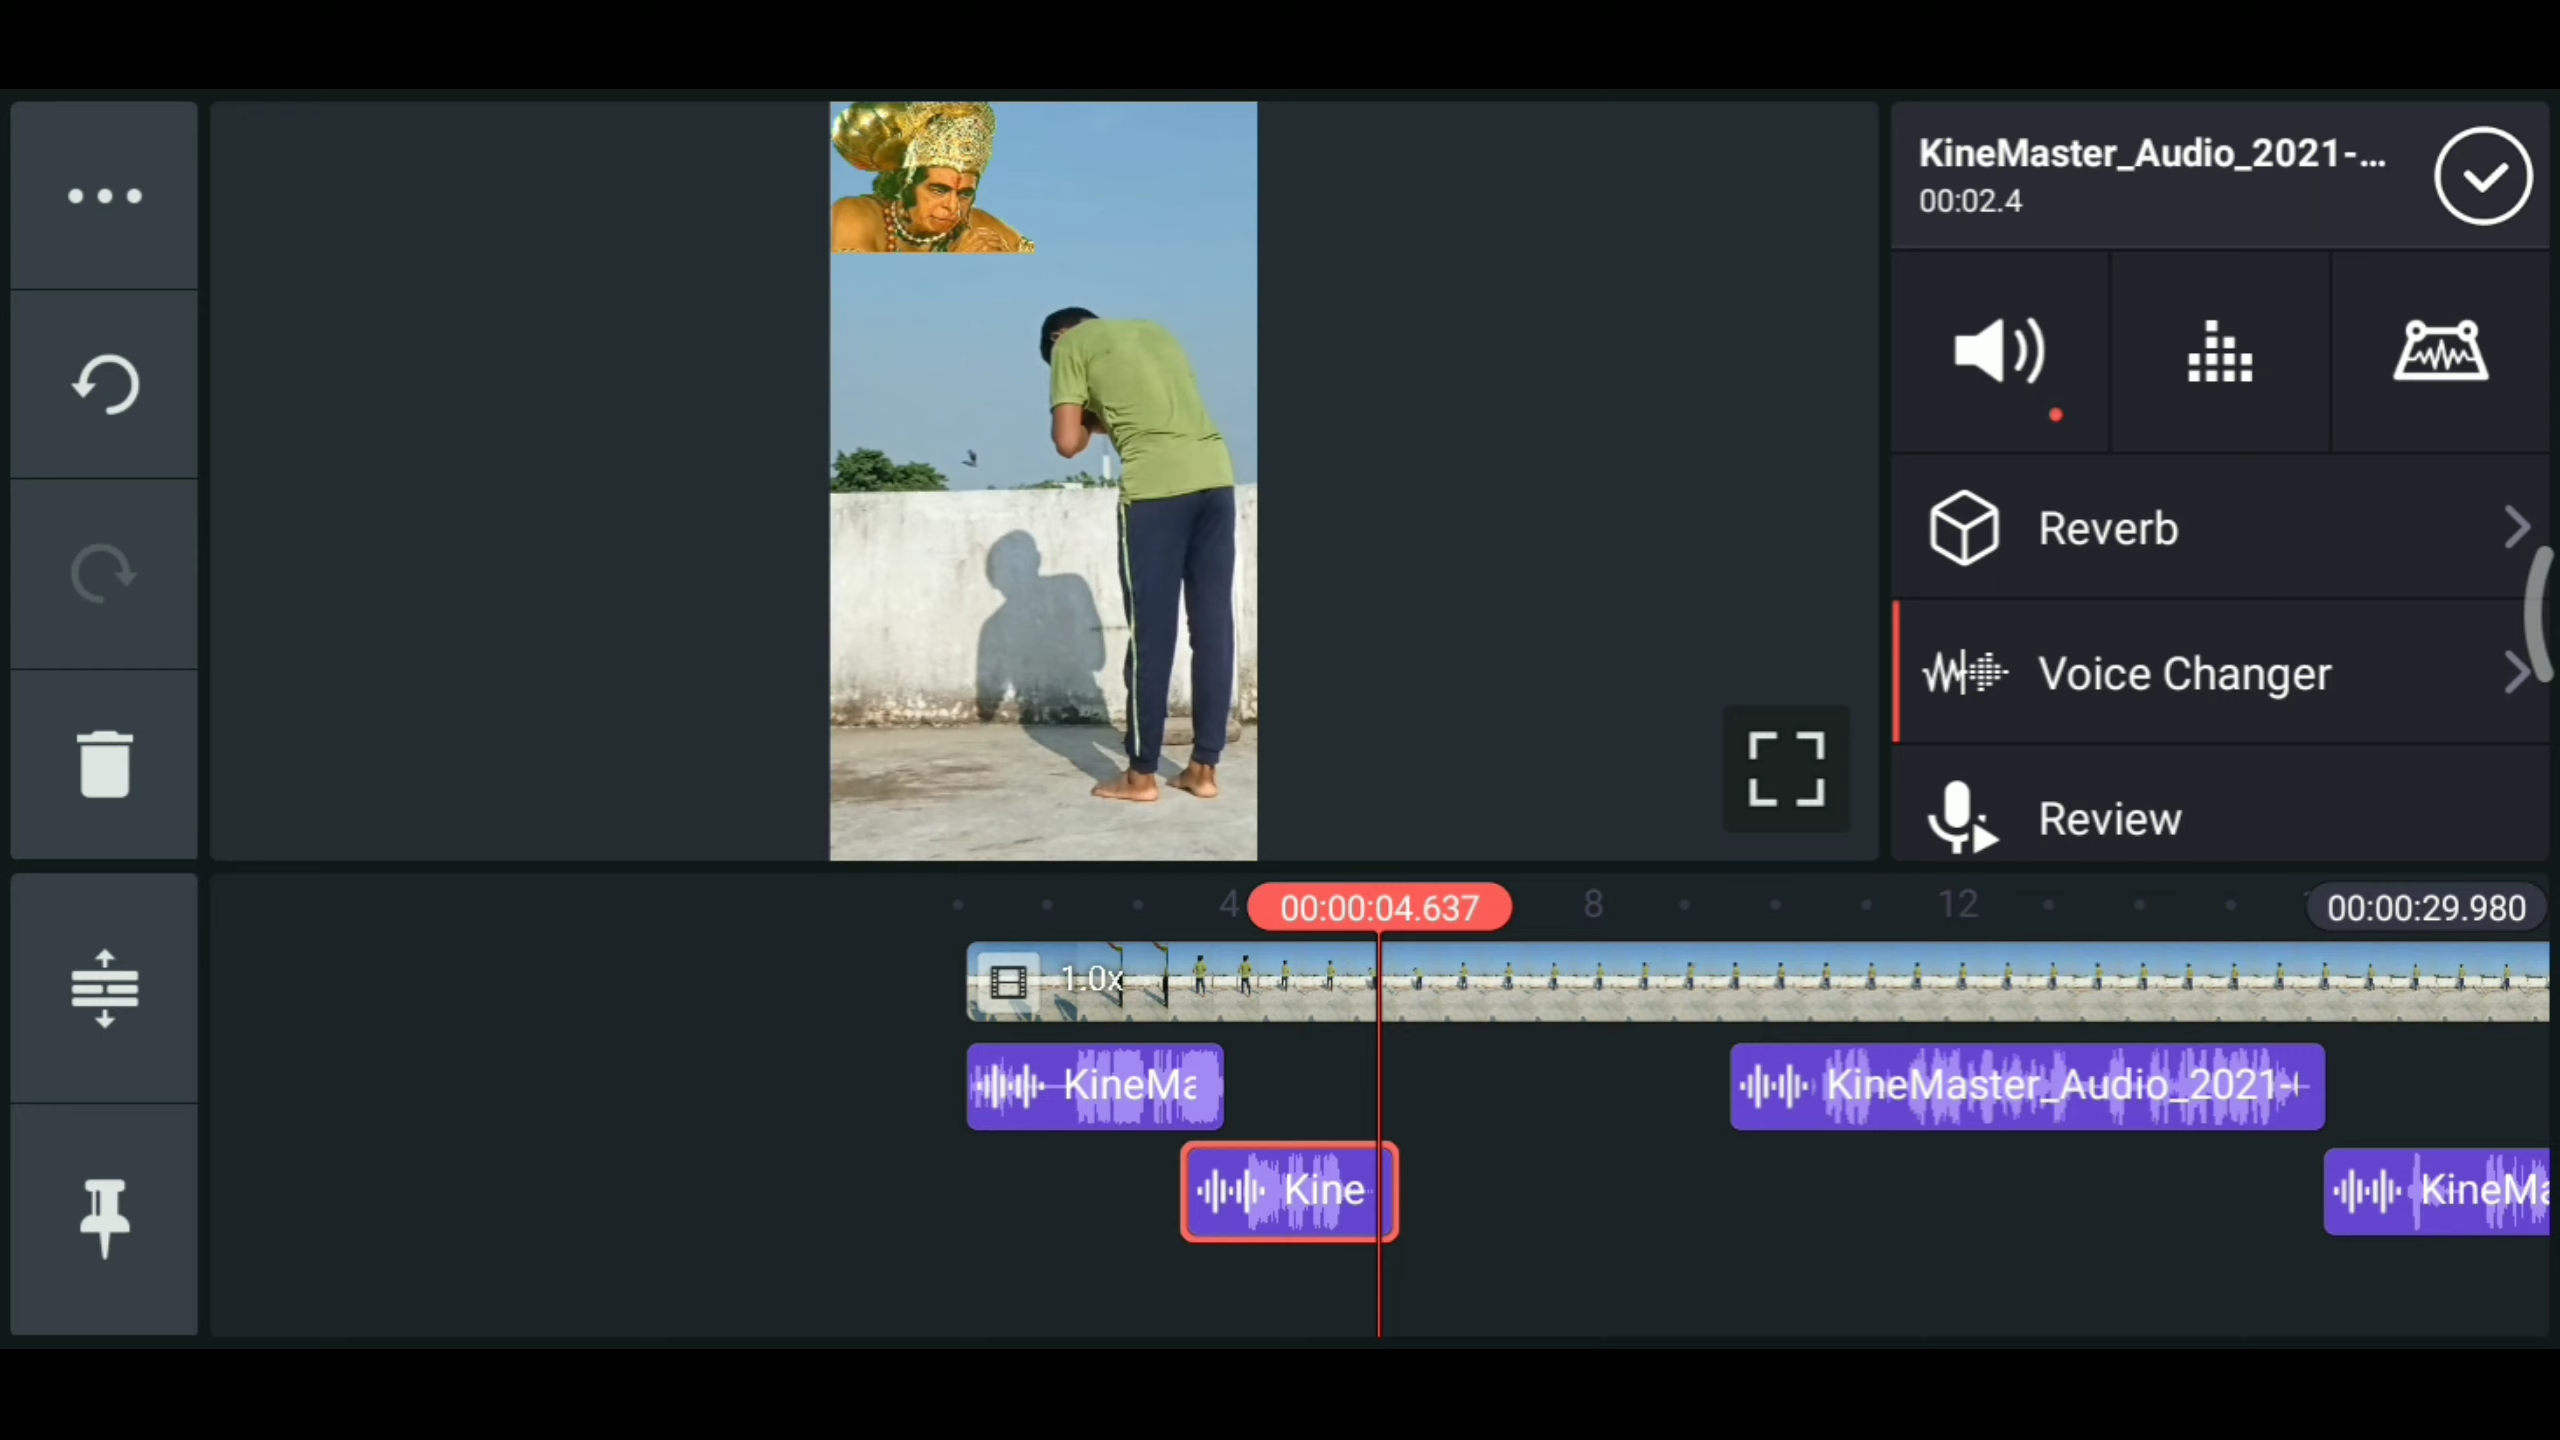 KineMaster_Audio_2021-...
00:02.4
Reverb
Voice Changer
Review
4
00:00:04.637
8
12
00:00:29.980
1.0x
KineMa
KineMaster_Audio_2021-
Kine
KineMa